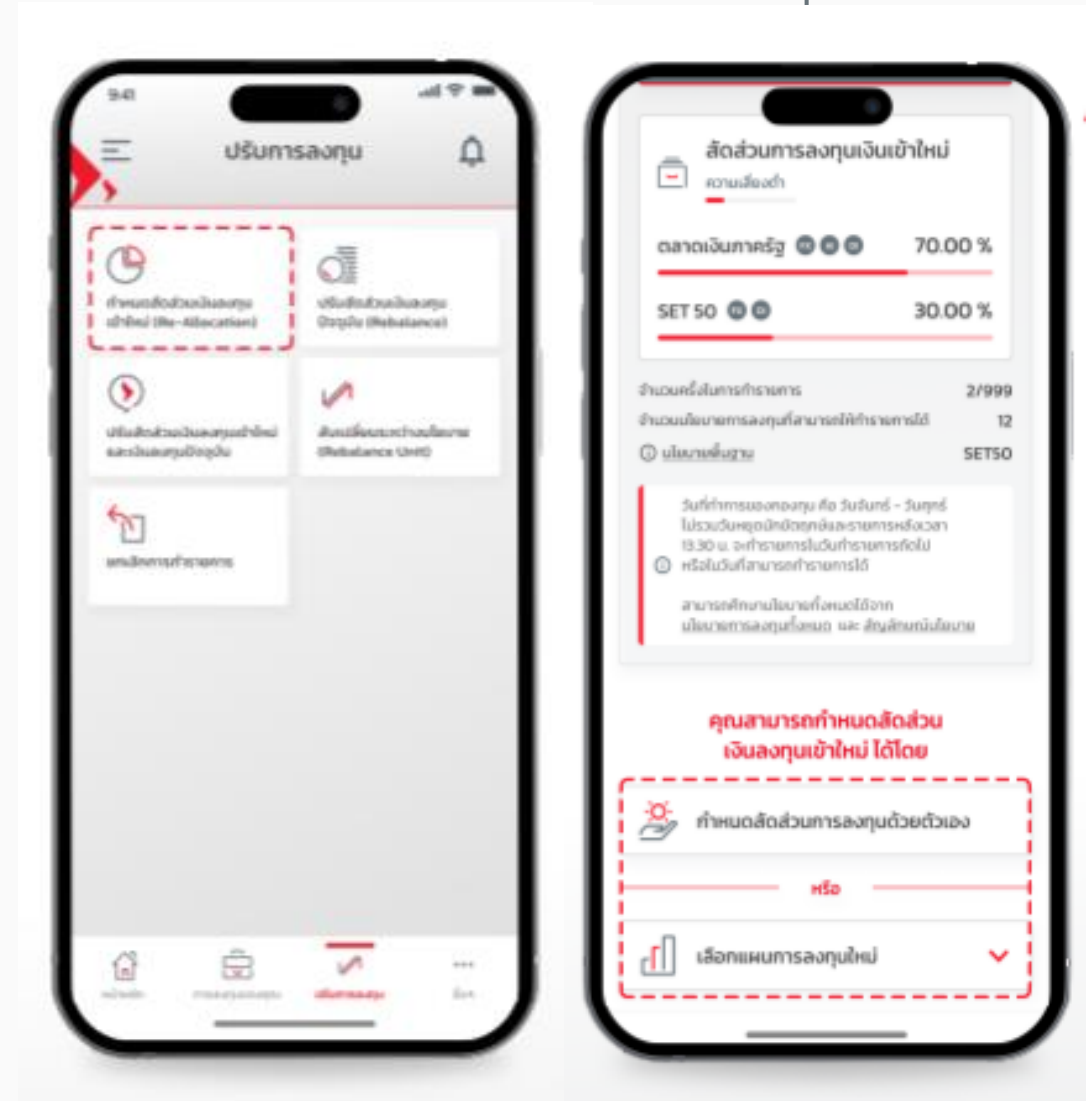 9:41
ปรับการลงทุน
กำหนดสัดส่วนเงินลงทุน
เข้าใหม่ (Re-Allocation)
ปรับสัดส่วนเงินลงทุน
ปัจจุบัน (Rebalance)
ปรับสัดส่วนเงินลงทุนเข้าใหม่
และเงินลงทุนปัจจุบัน
สับเปลี่ยนระหว่างนโยบาย
(Rebalance Unit)
ยกเลิกการทำรายการ
หน้าหลัก
ปรับการลงทุน
อื่นๆ
สัดส่วนการลงทุนเงินเข้าใหม่
ความเสี่ยงต่ำ
ตลาดเงินภาครัฐ 70.00 %
SET 50 30.00 %
จำนวนครั้งในการทำรายการ 2/999
จำนวนนโยบายการลงทุนที่สามารถให้ทำรายการได้ 12
นโยบายพื้นฐาน SET50
วันที่ทำการของกองทุน คือ วันจันทร์ - วันศุกร์
ไม่รวมวันหยุดนักขัตฤกษ์และรายการหลังเวลา
13.30 น. จะทำรายการในวันทำรายการถัดไป
หรือในวันที่สามารถทำรายการได้
สามารถศึกษานโยบายทั้งหมดได้จาก
นโยบายการลงทุนทั้งหมด และ สัญลักษณ์นโยบาย
คุณสามารถกำหนดสัดส่วน
เงินลงทุนเข้าใหม่ ได้โดย
กำหนดสัดส่วนการลงทุนด้วยตัวเอง
หรือ
เลือกแผนการลงทุนใหม่